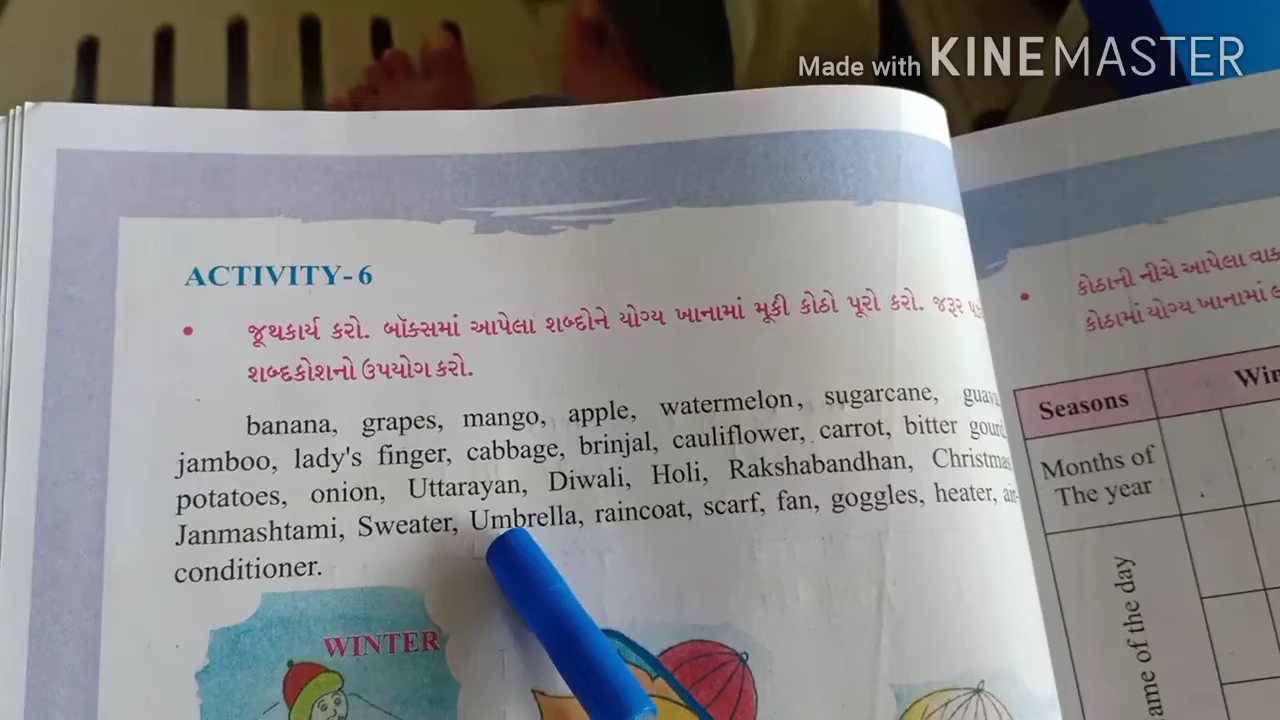 Made with KINEMASTER
ACTIVITY-6
• જૂથકાર્ય કરો. બૉક્સમાં આપેલા શબ્દોને યોગ્ય ખાનામાં મૂકી કોઠો પૂરો કરો. જરૂર
શબ્દકોશનો ઉપયોગ કરો.
banana, grapes, mango, apple, watermelon, sugarcane,
jamboo, lady's finger, cabbage, brinjal, cauliflower, carrot, bitter
potatoes, onion, Uttarayan, Diwali, Holi, Rakshabandhan, Christmas
Janmashtami, Sweater, Umbrella, raincoat, scarf, fan, goggles, heater, air-
conditioner.
WINTER
• કોઠાની નીચે આપેલા
કોઠામાં યોગ્ય ખાનામાં
Seasons
Months of
The year
of the day